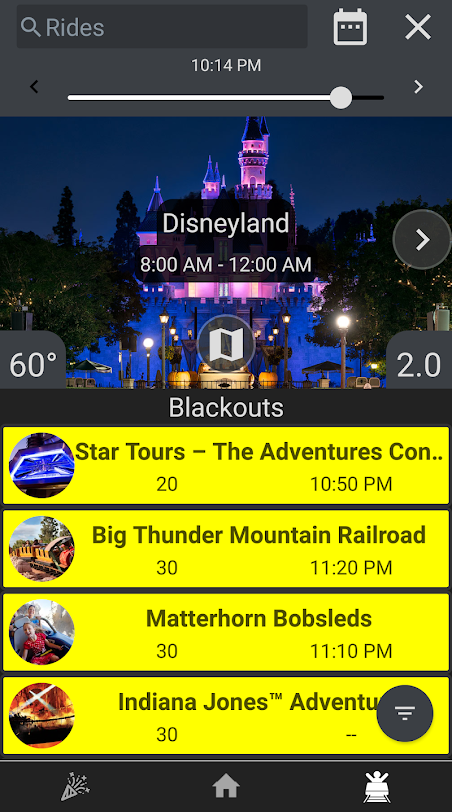 Rides
10:14 PM
Disneyland
8:00 AM - 12:00 AM
60°
2.0
Blackouts
Star Tours – The Adventures Con..
20
10:50 PM
Big Thunder Mountain Railroad
30
11:20 PM
Matterhorn Bobsleds
30
11:10 PM
Indiana Jones™ Adventu
30
--